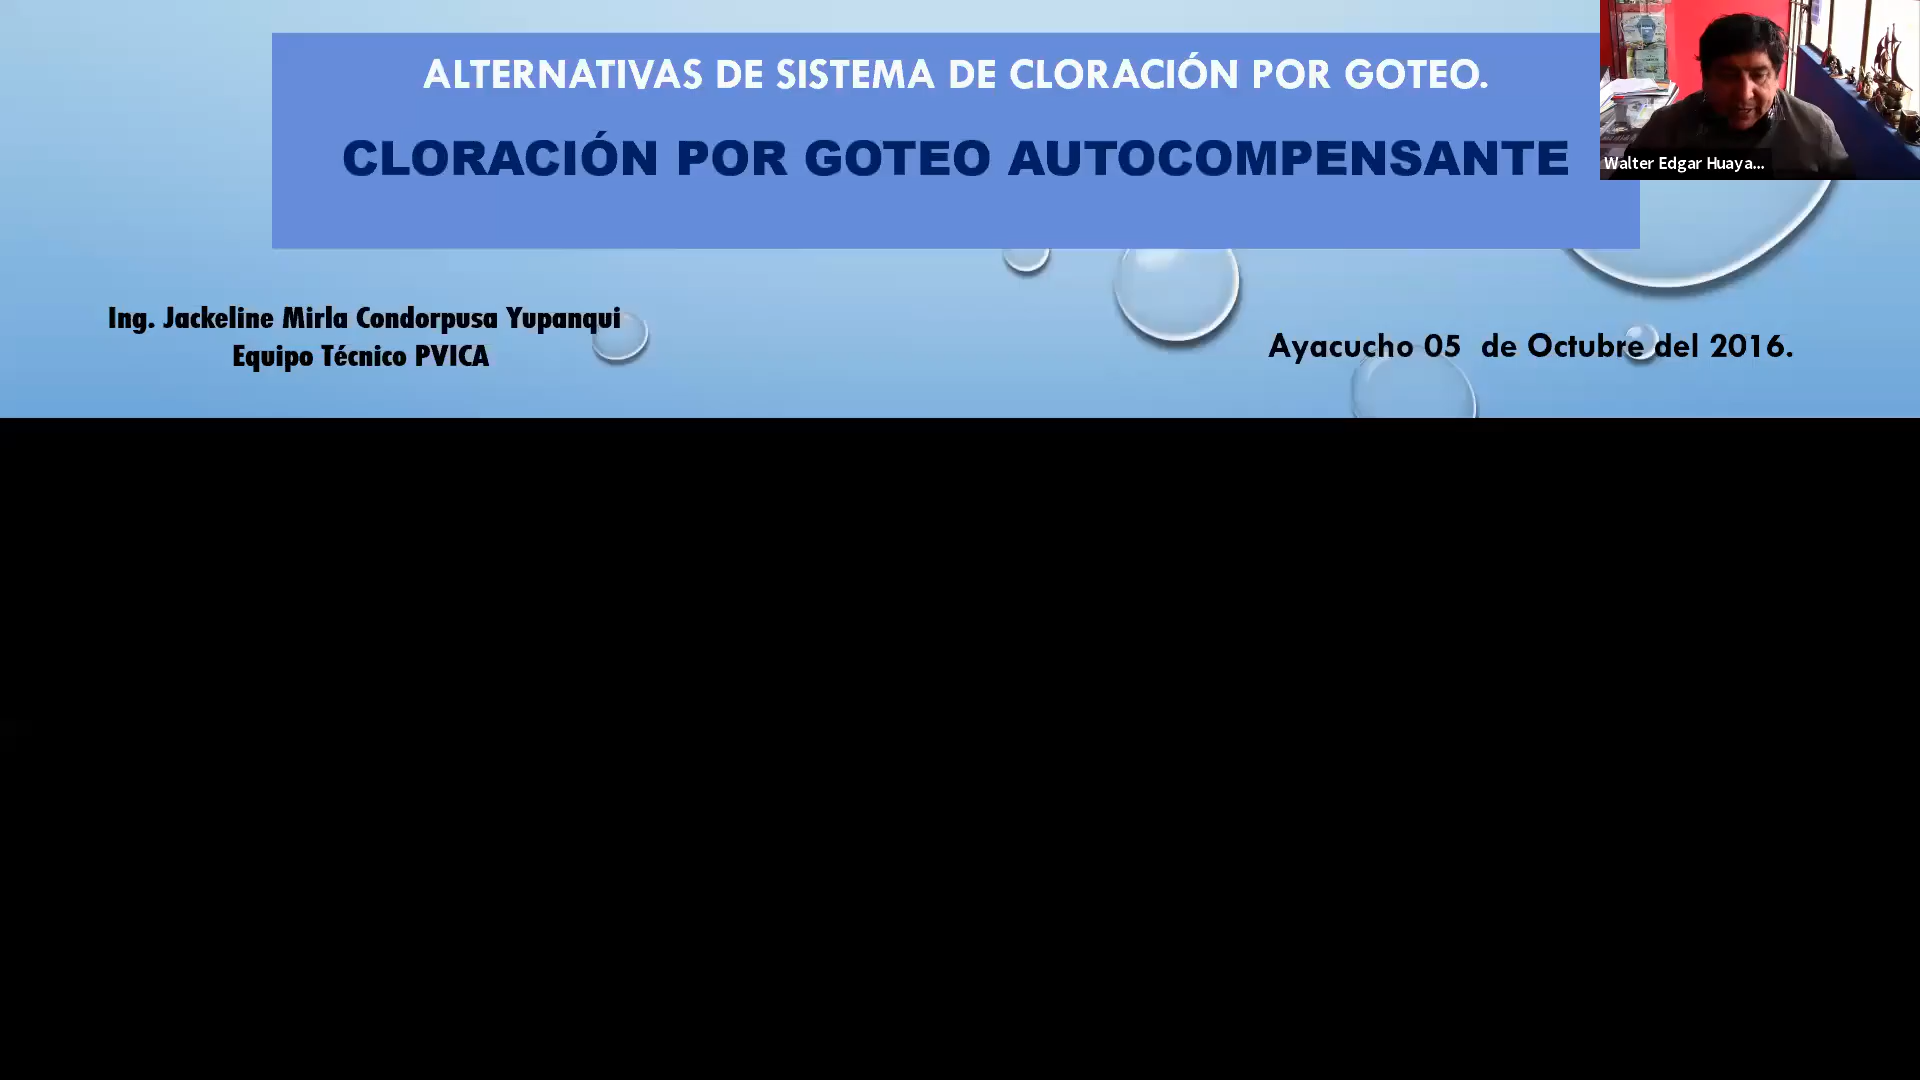 ALTERNATIVAS DE SISTEMA DE CLORACIÓN POR GOTEO.
CLORACIÓN POR GOTEO AUTOCOMPENSANTE
Walter Edgar Huaya...
Ing. Jackeline Mirla Condorpusa Yupanqui
Equipo Técnico PVICA
Ayacucho 05 de Octubre del 2016.